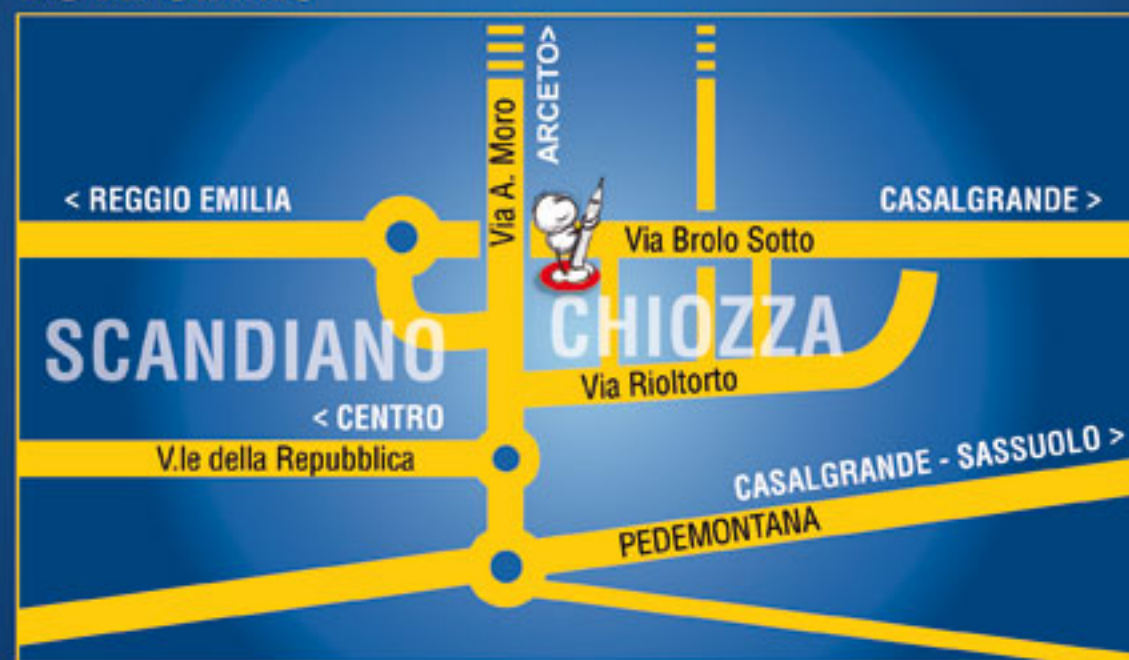 ARCETO>
Via A. Moro
< REGGIO EMILIA
CASALGRANDE >
Via Brolo Sotto
SCANDIANO
CHIOZZA
Via Rioltorto
< CENTRO
V.le della Repubblica
CASALGRANDE - SASSUOLO >
PEDEMONTANA